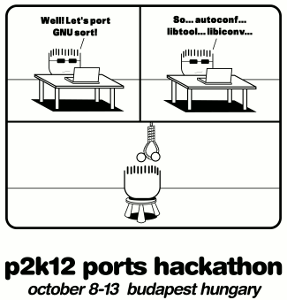 Well! Let's port
GNU sort!
So... autoconf...
libtool... libiconv...
p2k12 ports hackathon
october 8-13 budapest hungary